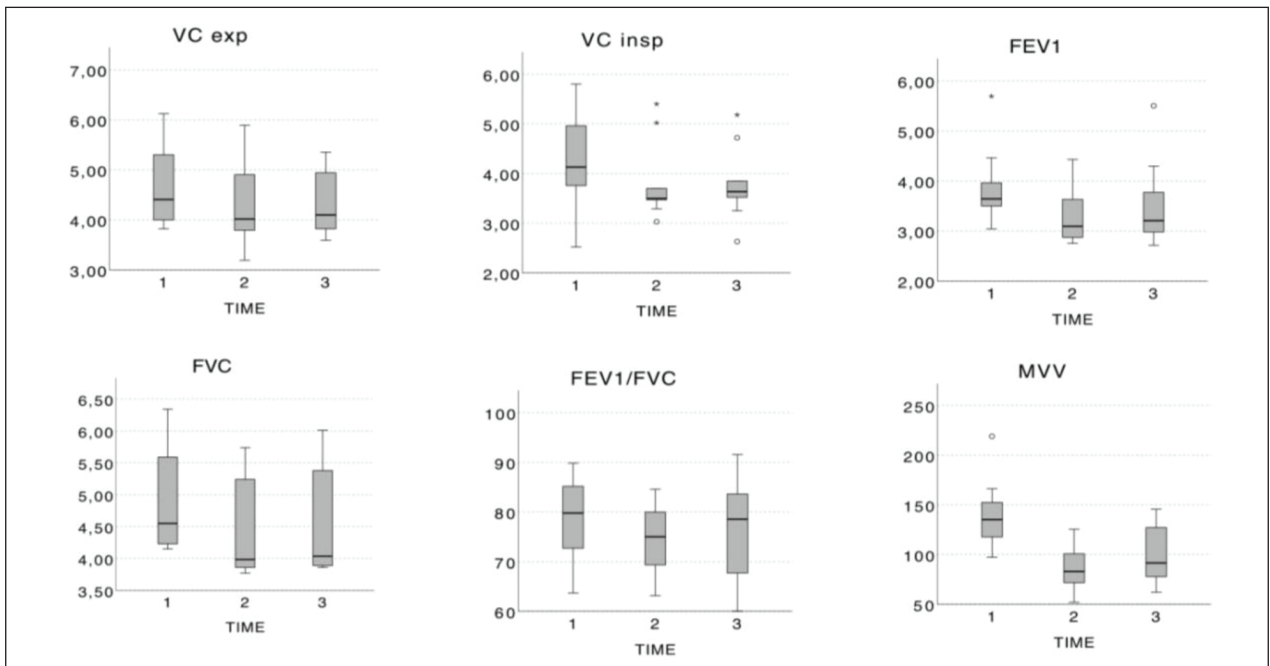 VC exp
7,00
6,00
5,00
4,00
3,00
1 2 3
TIME
VC insp
6,00
5,00
4,00
3,00
2,00
1 2 3
TIME
FEV1
6,00
5,00
4,00
3,00
2,00
1 2 3
TIME
FVC
6,50
6,00
5,50
5,00
4,50
4,00
3,50
1 2 3
TIME
FEV1/FVC
100
90
80
70
60
1 2 3
TIME
MVV
250
200
150
100
50
1 2 3
TIME